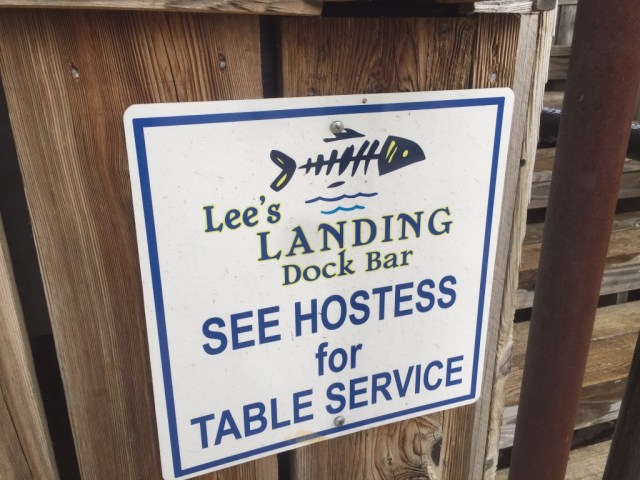 Lee's
LANDING
Dock Bar
SEE HOSTESS
for
TABLE SERVICE